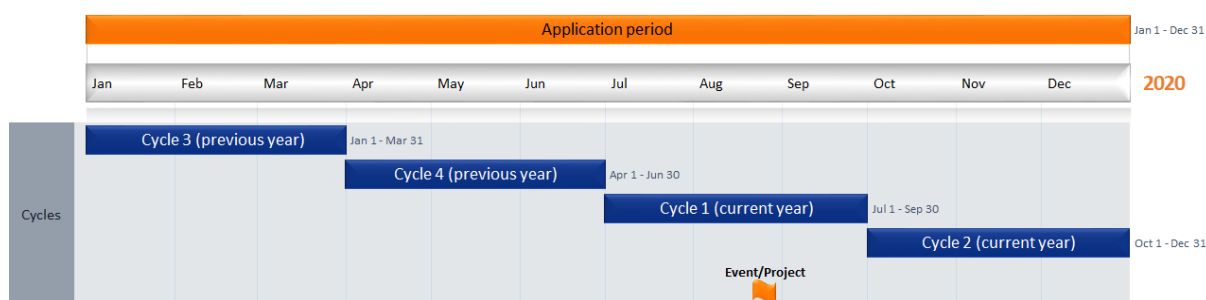 Application period
Jan 1 - Dec 31
Jan Feb Mar Apr May Jun Jul Aug Sep Oct Nov Dec 2020
Cycle 3 (previous year) Jan 1 - Mar 31
Cycle 4 (previous year) Apr 1 - Jun 30
Cycles
Cycle 1 (current year) Jul 1 - Sep 30
Cycle 2 (current year) Oct 1 - Dec 31
Event/Project